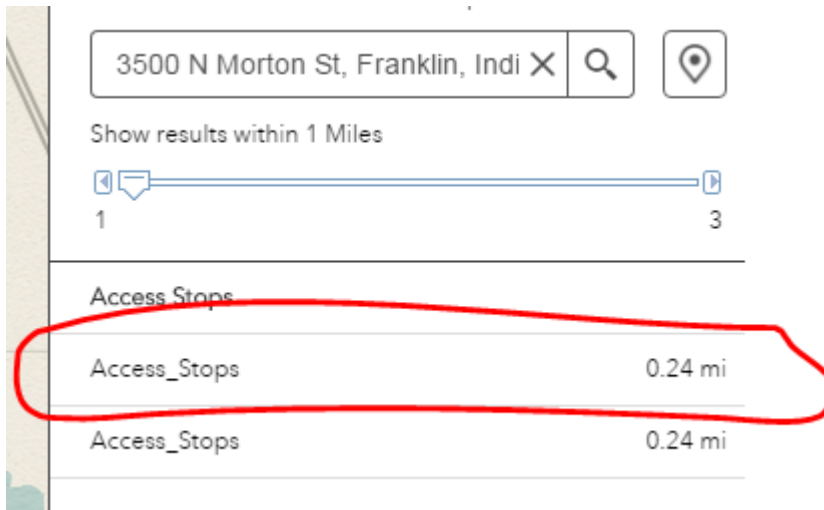 3500 N Morton St, Franklin, Indi
Show results within 1 Miles
1 3
Access Stops
Access_Stops 0.24 mi
Access_Stops 0.24 mi